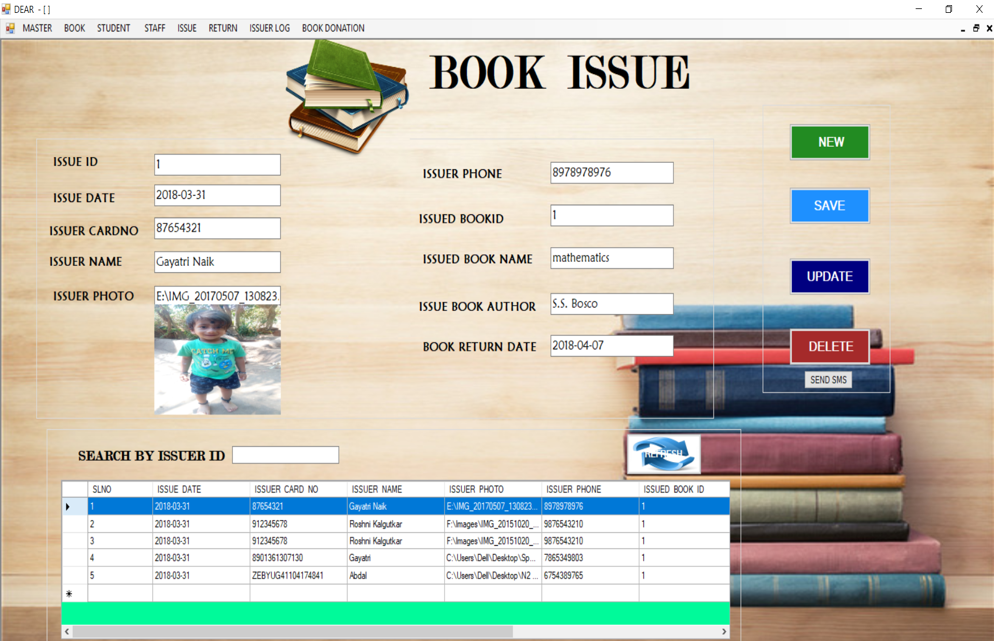 DEAR - [ ]
MASTER BOOK STUDENT STAFF ISSUE RETURN ISSUER LOG BOOK DONATION
BOOK ISSUE
ISSUE ID 1
ISSUE DATE 2018-03-31
ISSUER CARDNO 87654321
ISSUER NAME Gayatri Naik
ISSUER PHOTO E:\IMG_20170507_130823.
ISSUER PHONE 8978978976
ISSUED BOOKID 1
ISSUED BOOK NAME mathematics
ISSUE BOOK AUTHOR S.S. Bosco
BOOK RETURN DATE 2018-04-07
NEW
SAVE
UPDATE
DELETE
SEND SMS
SEARCH BY ISSUER ID
REFRESH
SLNO ISSUE DATE ISSUER CARD NO ISSUER NAME ISSUER PHOTO ISSUER PHONE ISSUED BOOK ID
1 2018-03-31 87654321 Gayatri Naik E:\IMG_20170507_130823... 8978978976 1
2 2018-03-31 912345678 Roshni Kalgutkar F:\Images\IMG_20151020_... 9876543210 1
3 2018-03-31 912345678 Roshni Kalgutkar F:\Images\IMG_20151020_... 9876543210 1
4 2018-03-31 8901361307130 Gayatri C:\Users\Dell\Desktop\Sp... 7865349803 1
5 2018-03-31 ZEBYUG41104174841 Abdal C:\Users\Dell\Desktop\N2 ... 6754389765 1